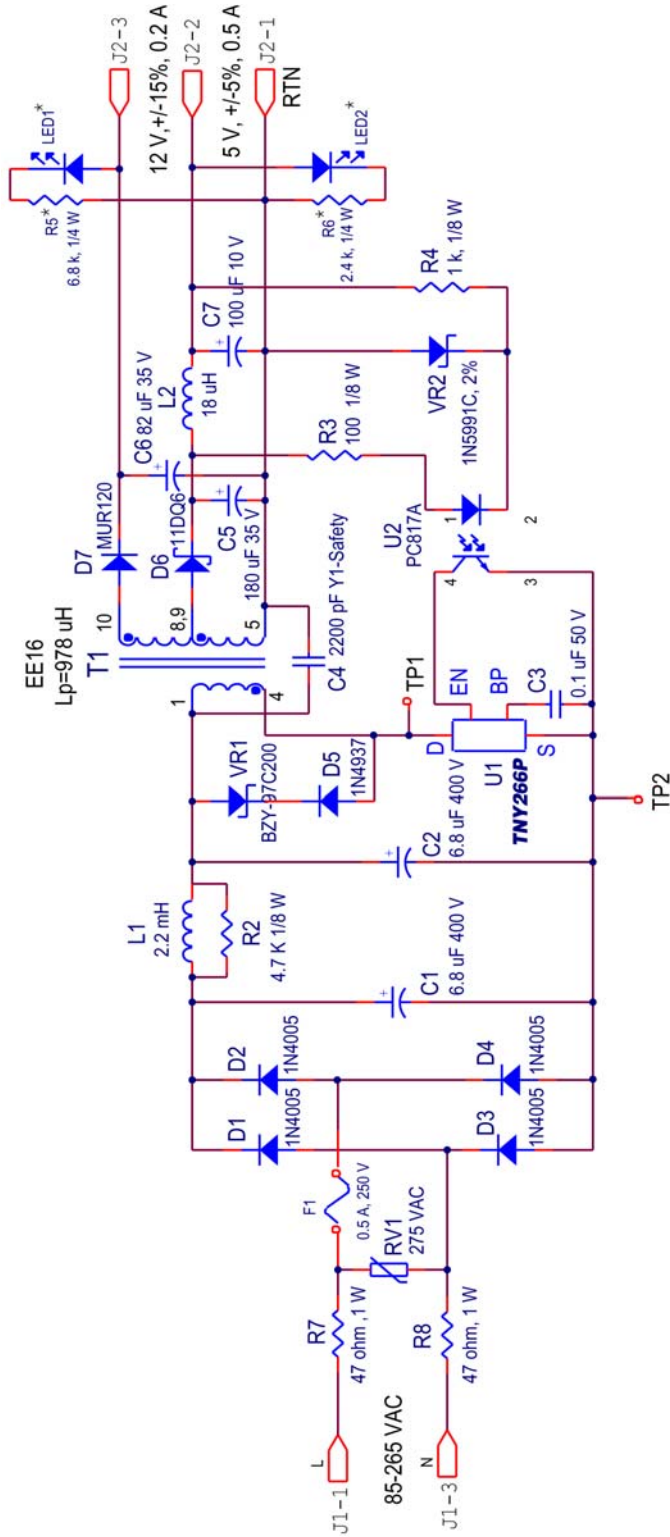 J1-1
L
85-265 VAC
N
J1-3
R7
47 ohm ,1 W
R8
47 ohm, 1 W
F1
0.5 A, 250 V
RV1
275 VAC
D1
1N4005
D2
1N4005
D3
1N4005
D4
1N4005
C1
6.8 uF 400 V
L1
2.2 mH
R2
4.7 K 1/8 W
C2
6.8 uF 400 V
VR1
BZY-97C200
D5
1N4937
TP1
D
EN
BP
S
U1
TNY266P
C3
0.1 uF 50 V
TP2
EE16
Lp=978 uH
T1
1
4
10
8,9
5
C4
2200 pF Y1-Safety
D7
MUR120
D6
11DQ6
C5
180 uF 35 V
C6
82 uF 35 V
L2
18 uH
C7
100 uF 10 V
U2
PC817A
4
3
1
2
R3
100 1/8 W
VR2
1N5991C, 2%
R4
1 k, 1/8 W
R5*
6.8 k, 1/4 W
LED1*
R6*
2.4 k, 1/4 W
LED2*
J2-3
12 V,+/-15%, 0.2 A
J2-2
5 V, +/-5%, 0.5 A
J2-1
RTN